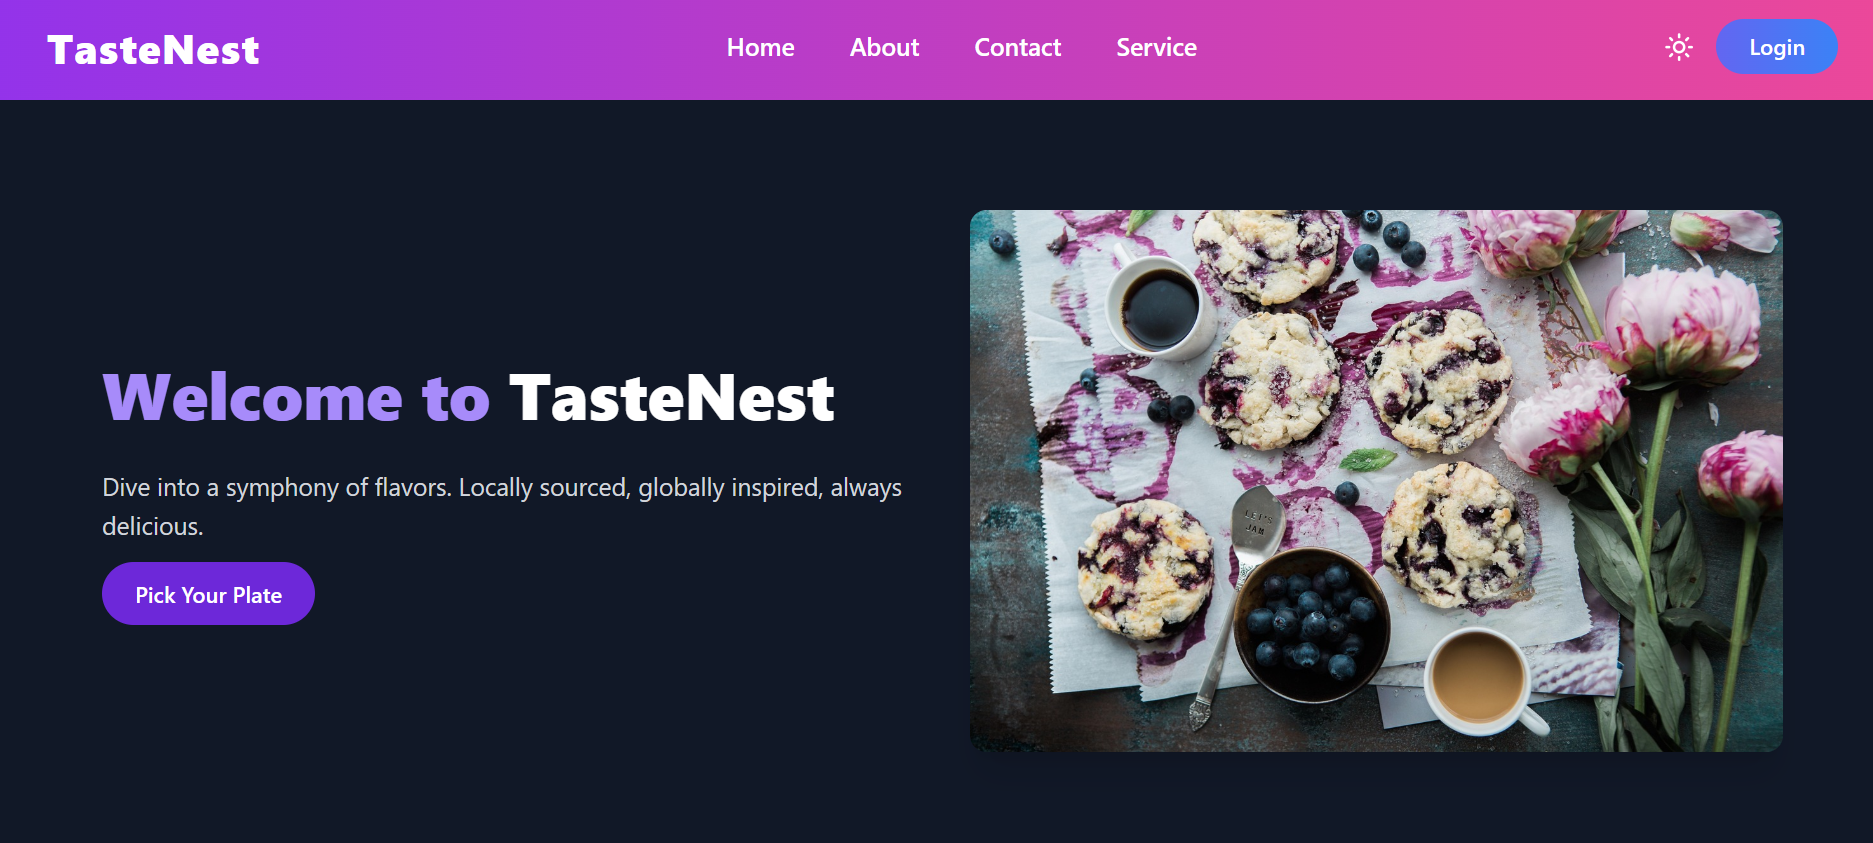 TasteNest
Home About Contact Service
Login
Welcome to TasteNest
Dive into a symphony of flavors. Locally sourced, globally inspired, always
delicious.
Pick Your Plate
LET'S
JAM